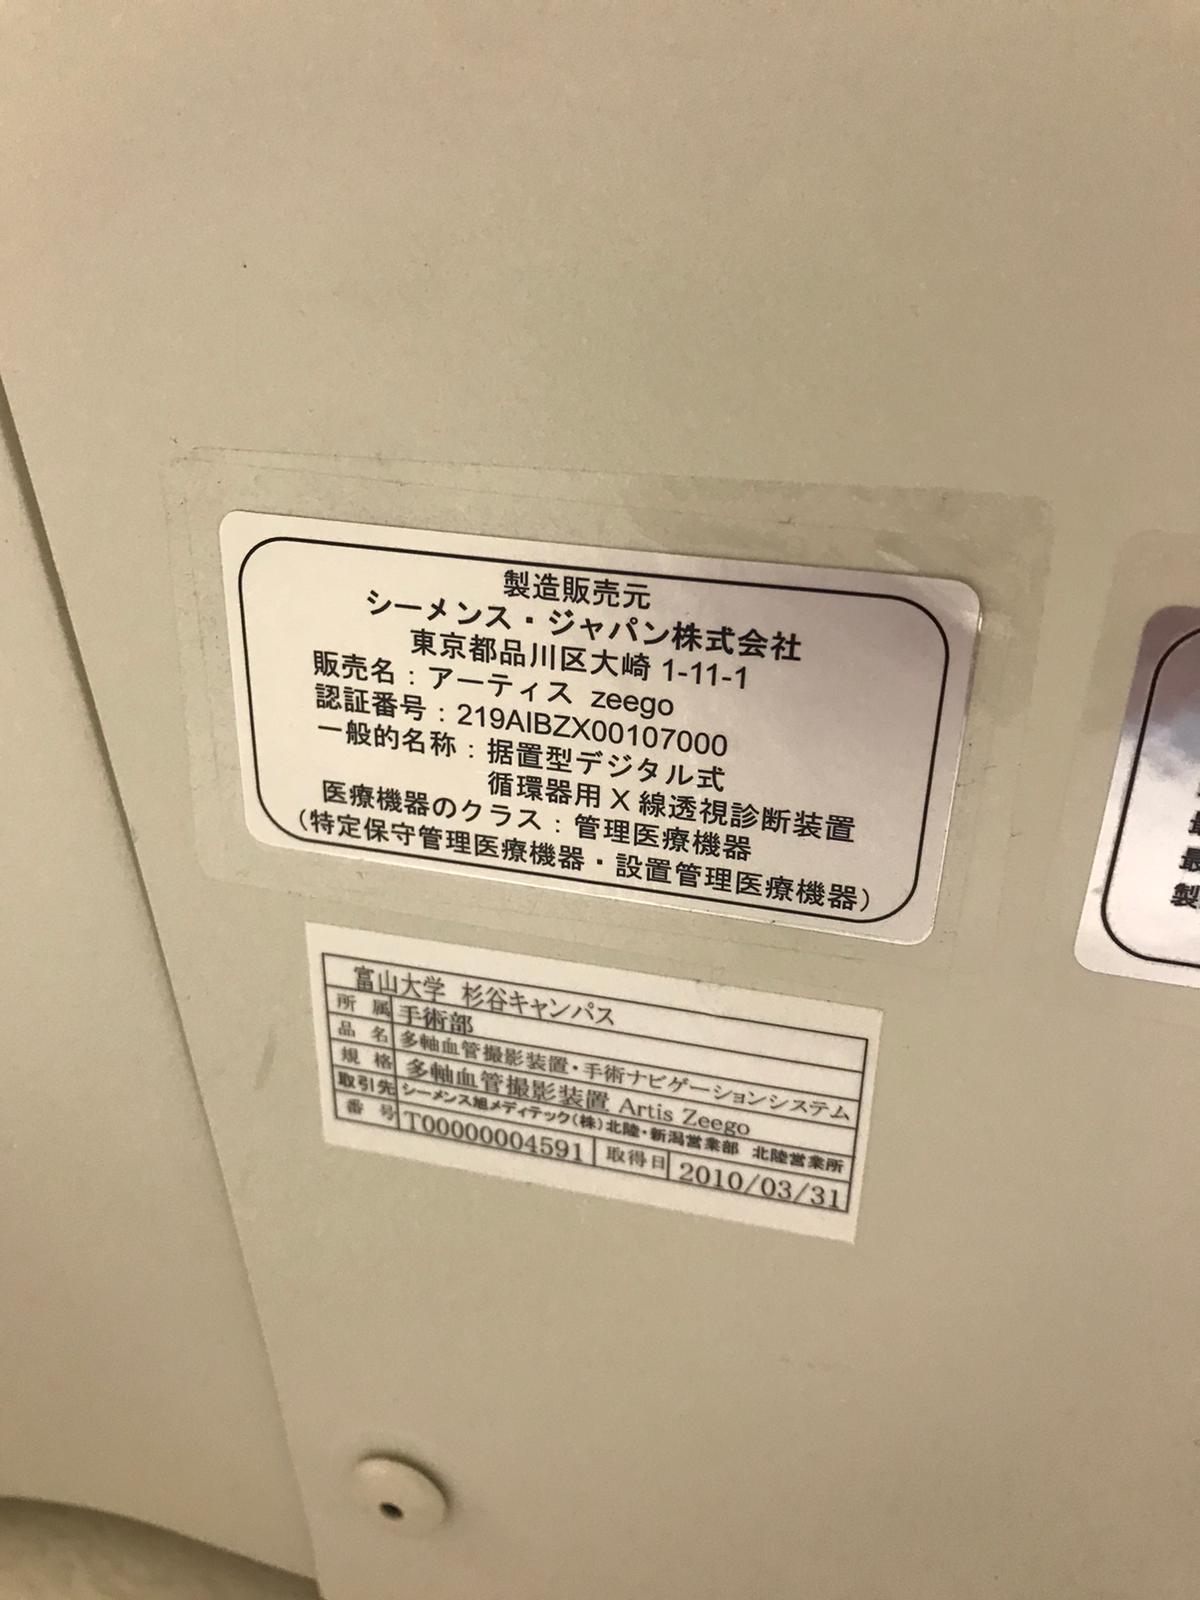 製造販売元
シーメンス・ジャパン株式会社
東京都品川区大崎 1-11-1
販売名：アーティス zeego
認証番号：219AIBZX00107000
一般的名称：据置型デジタル式
循環器用 X 線透視診断装置
医療機器のクラス：管理医療機器
（特定保守管理医療機器・設置管理医療機器）
富山大学 杉谷キャンパス
所 属 手術部
品 名 多軸血管撮影装置・手術ナビゲーションシステム
規 格 多軸血管撮影装置 Artis Zeego
取引先 シーメンス旭メディテック(株)北陸・新潟営業部 北陸営業所
番 号 T00000004591 取得日 2010/03/31
最
製